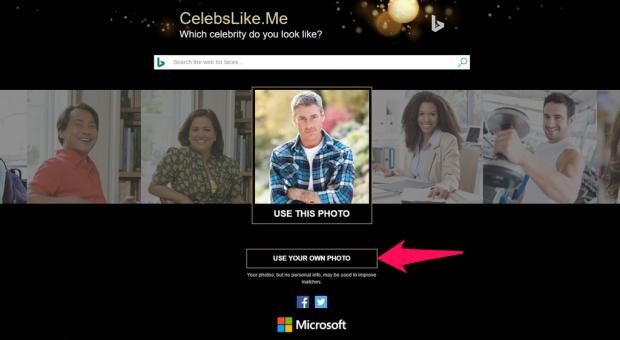 CelebsLike.Me
Which celebrity do you look like?
Search the web for faces...
USE THIS PHOTO
USE YOUR OWN PHOTO
Your photos, but no personal info, may be used to improve
matches.
Microsoft